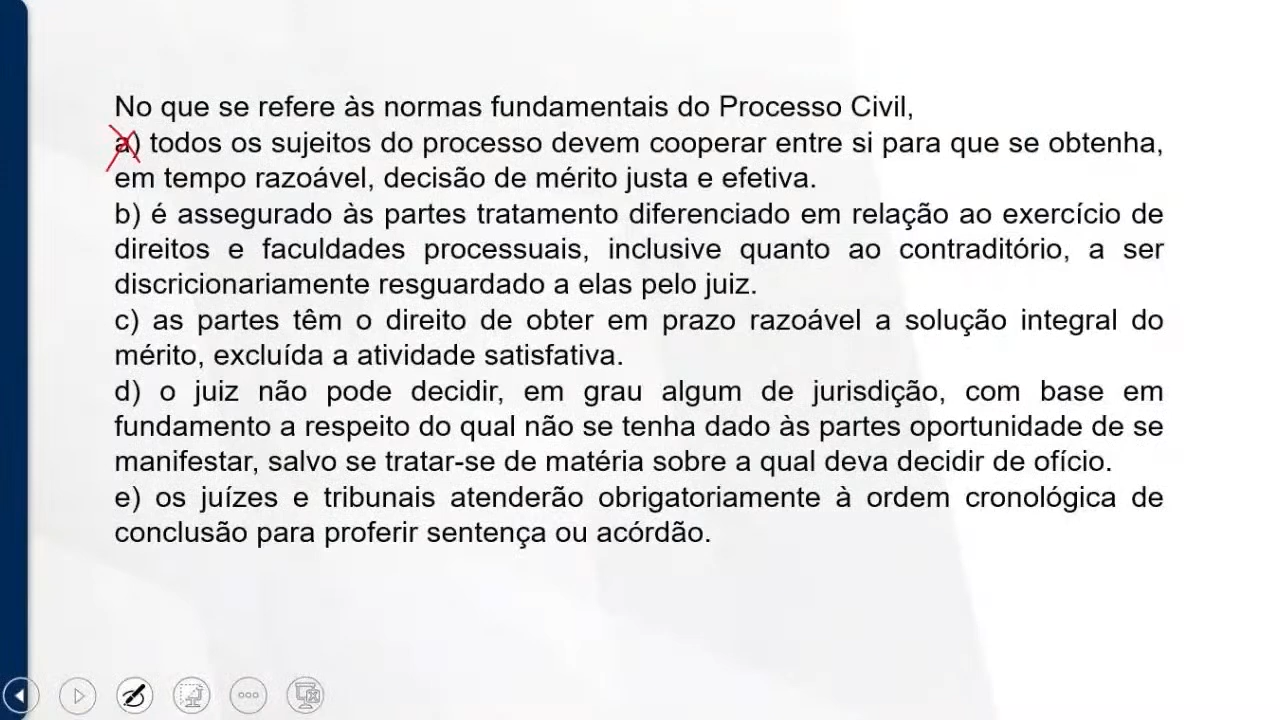 No que se refere às normas fundamentais do Processo Civil,
a) todos os sujeitos do processo devem cooperar entre si para que se obtenha,
em tempo razoável, decisão de mérito justa e efetiva.
b) é assegurado às partes tratamento diferenciado em relação ao exercício de
direitos e faculdades processuais, inclusive quanto ao contraditório, a ser
discricionariamente resguardado a elas pelo juiz.
c) as partes têm o direito de obter em prazo razoável a solução integral do
mérito, excluída a atividade satisfativa.
d) o juiz não pode decidir, em grau algum de jurisdição, com base em
fundamento a respeito do qual não se tenha dado às partes oportunidade de se
manifestar, salvo se tratar-se de matéria sobre a qual deva decidir de ofício.
e) os juízes e tribunais atenderão obrigatoriamente à ordem cronológica de
conclusão para proferir sentença ou acórdão.